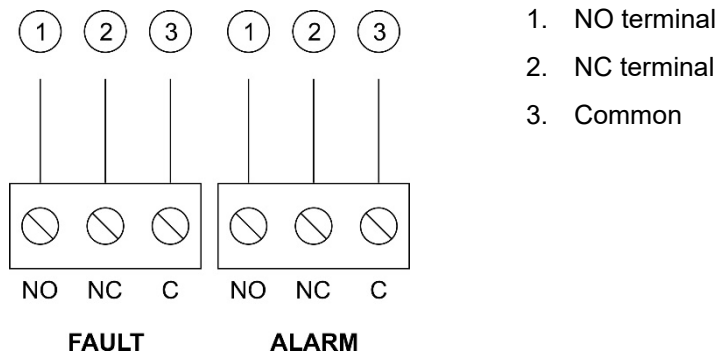 1 2 3 1 2 3
NO NC C NO NC C
FAULT ALARM
1. NO terminal
2. NC terminal
3. Common